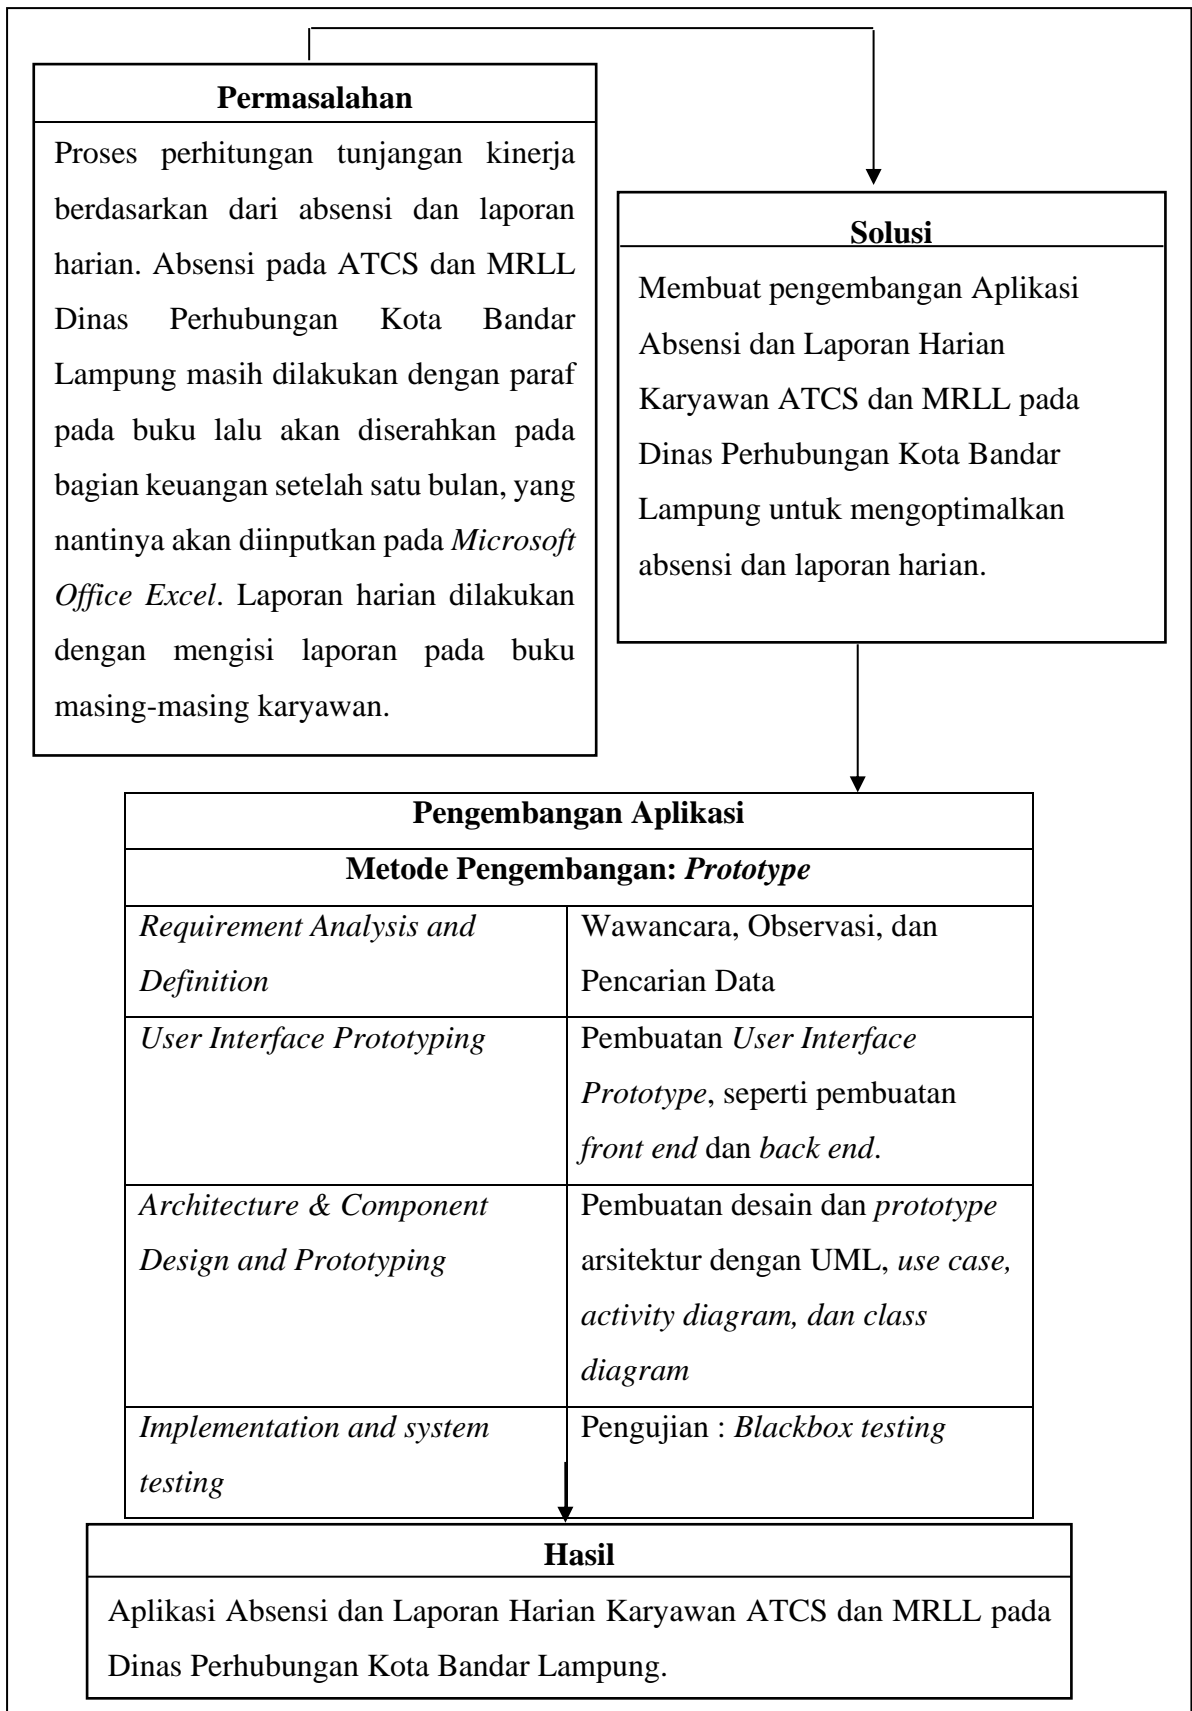 Permasalahan
Proses perhitungan tunjangan kinerja
berdasarkan dari absensi dan laporan
harian. Absensi pada ATCS dan MRLL
Dinas Perhubungan Kota Bandar
Lampung masih dilakukan dengan paraf
pada buku lalu akan diserahkan pada
bagian keuangan setelah satu bulan, yang
nantinya akan diinputkan pada Microsoft
Office Excel. Laporan harian dilakukan
dengan mengisi laporan pada buku
masing-masing karyawan.
Solusi
Membuat pengembangan Aplikasi
Absensi dan Laporan Harian
Karyawan ATCS dan MRLL pada
Dinas Perhubungan Kota Bandar
Lampung untuk mengoptimalkan
absensi dan laporan harian.
Pengembangan Aplikasi
Metode Pengembangan: Prototype
Requirement Analysis and
Definition
Wawancara, Observasi, dan
Pencarian Data
User Interface Prototyping
Pembuatan User Interface
Prototype, seperti pembuatan
front end dan back end.
Architecture & Component
Design and Prototyping
Pembuatan desain dan prototype
arsitektur dengan UML, use case,
activity diagram, dan class
diagram
Implementation and system
testing
Pengujian : Blackbox testing
Hasil
Aplikasi Absensi dan Laporan Harian Karyawan ATCS dan MRLL pada
Dinas Perhubungan Kota Bandar Lampung.